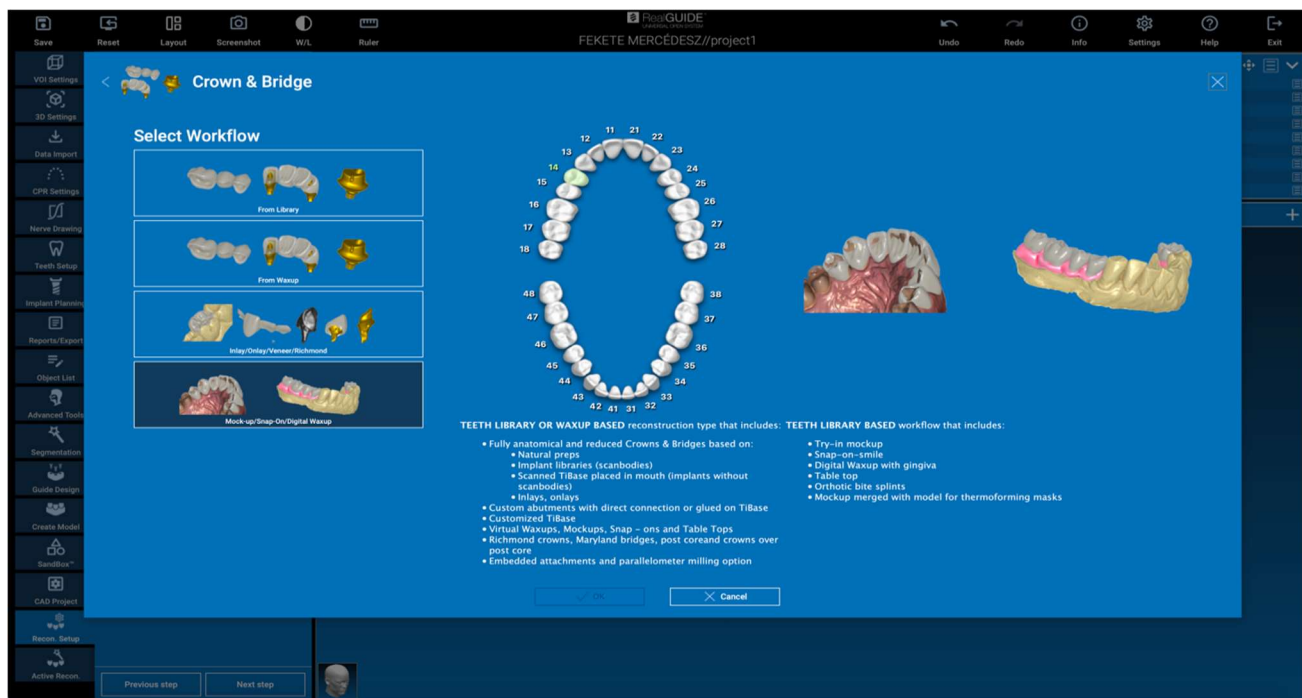 Save
Reset
Layout
Screenshot
W/L
Ruler
RealGUIDE™
UNIVERSAL OPEN SYSTEM
FEKETE MERCÉDESZ//project1
Undo
Redo
Info
Settings
Help
Exit
VOI Settings
3D Settings
Data Import
CPR Settings
Nerve Drawing
Teeth Setup
Implant Planning
Reports/Export
Object List
Advanced Tools
Segmentation
Guide Design
Create Model
SandBox™
CAD Project
Recon. Setup
Active Recon.
Crown & Bridge
Select Workflow
From Library
From Waxup
Inlay/Onlay/Veneer/Richmond
Mock-up/Snap-On/Digital Waxup
11 21
12 22
13 23
14 24
15 25
16 26
17 27
18 28
48 38
47 37
46 36
45 35
44 34
43 33
42 41 31 32
TEETH LIBRARY OR WAXUP BASED reconstruction type that includes:
• Fully anatomical and reduced Crowns & Bridges based on:
• Natural preps
• Implant libraries (scanbodies)
• Scanned TiBase placed in mouth (implants without
scanbodies)
• Inlays, onlays
• Custom abutments with direct connection or glued on TiBase
• Customized TiBase
• Virtual Waxups, Mockups, Snap – ons and Table Tops
• Richmond crowns, Maryland bridges, post coreand crowns over
post core
• Embedded attachments and parallelometer milling option
TEETH LIBRARY BASED workflow that includes:
• Try-in mockup
• Snap-on-smile
• Digital Waxup with gingiva
• Table top
• Orthotic bite splints
• Mockup merged with model for thermoforming masks
OK
Cancel
Previous step
Next step